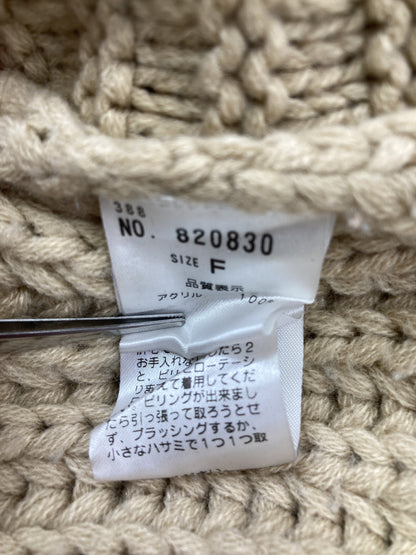 388
NO. 820830
SIZE F
品質表示
アクリル 100%
たら2
お手入れな
と、ピリ2ローテーシ
えて着用してくだ
ピリングが出来まし
たら引っ張って取ろうとせ
ず、ブラッシングするか、
小さなハサミで1つ1つ取